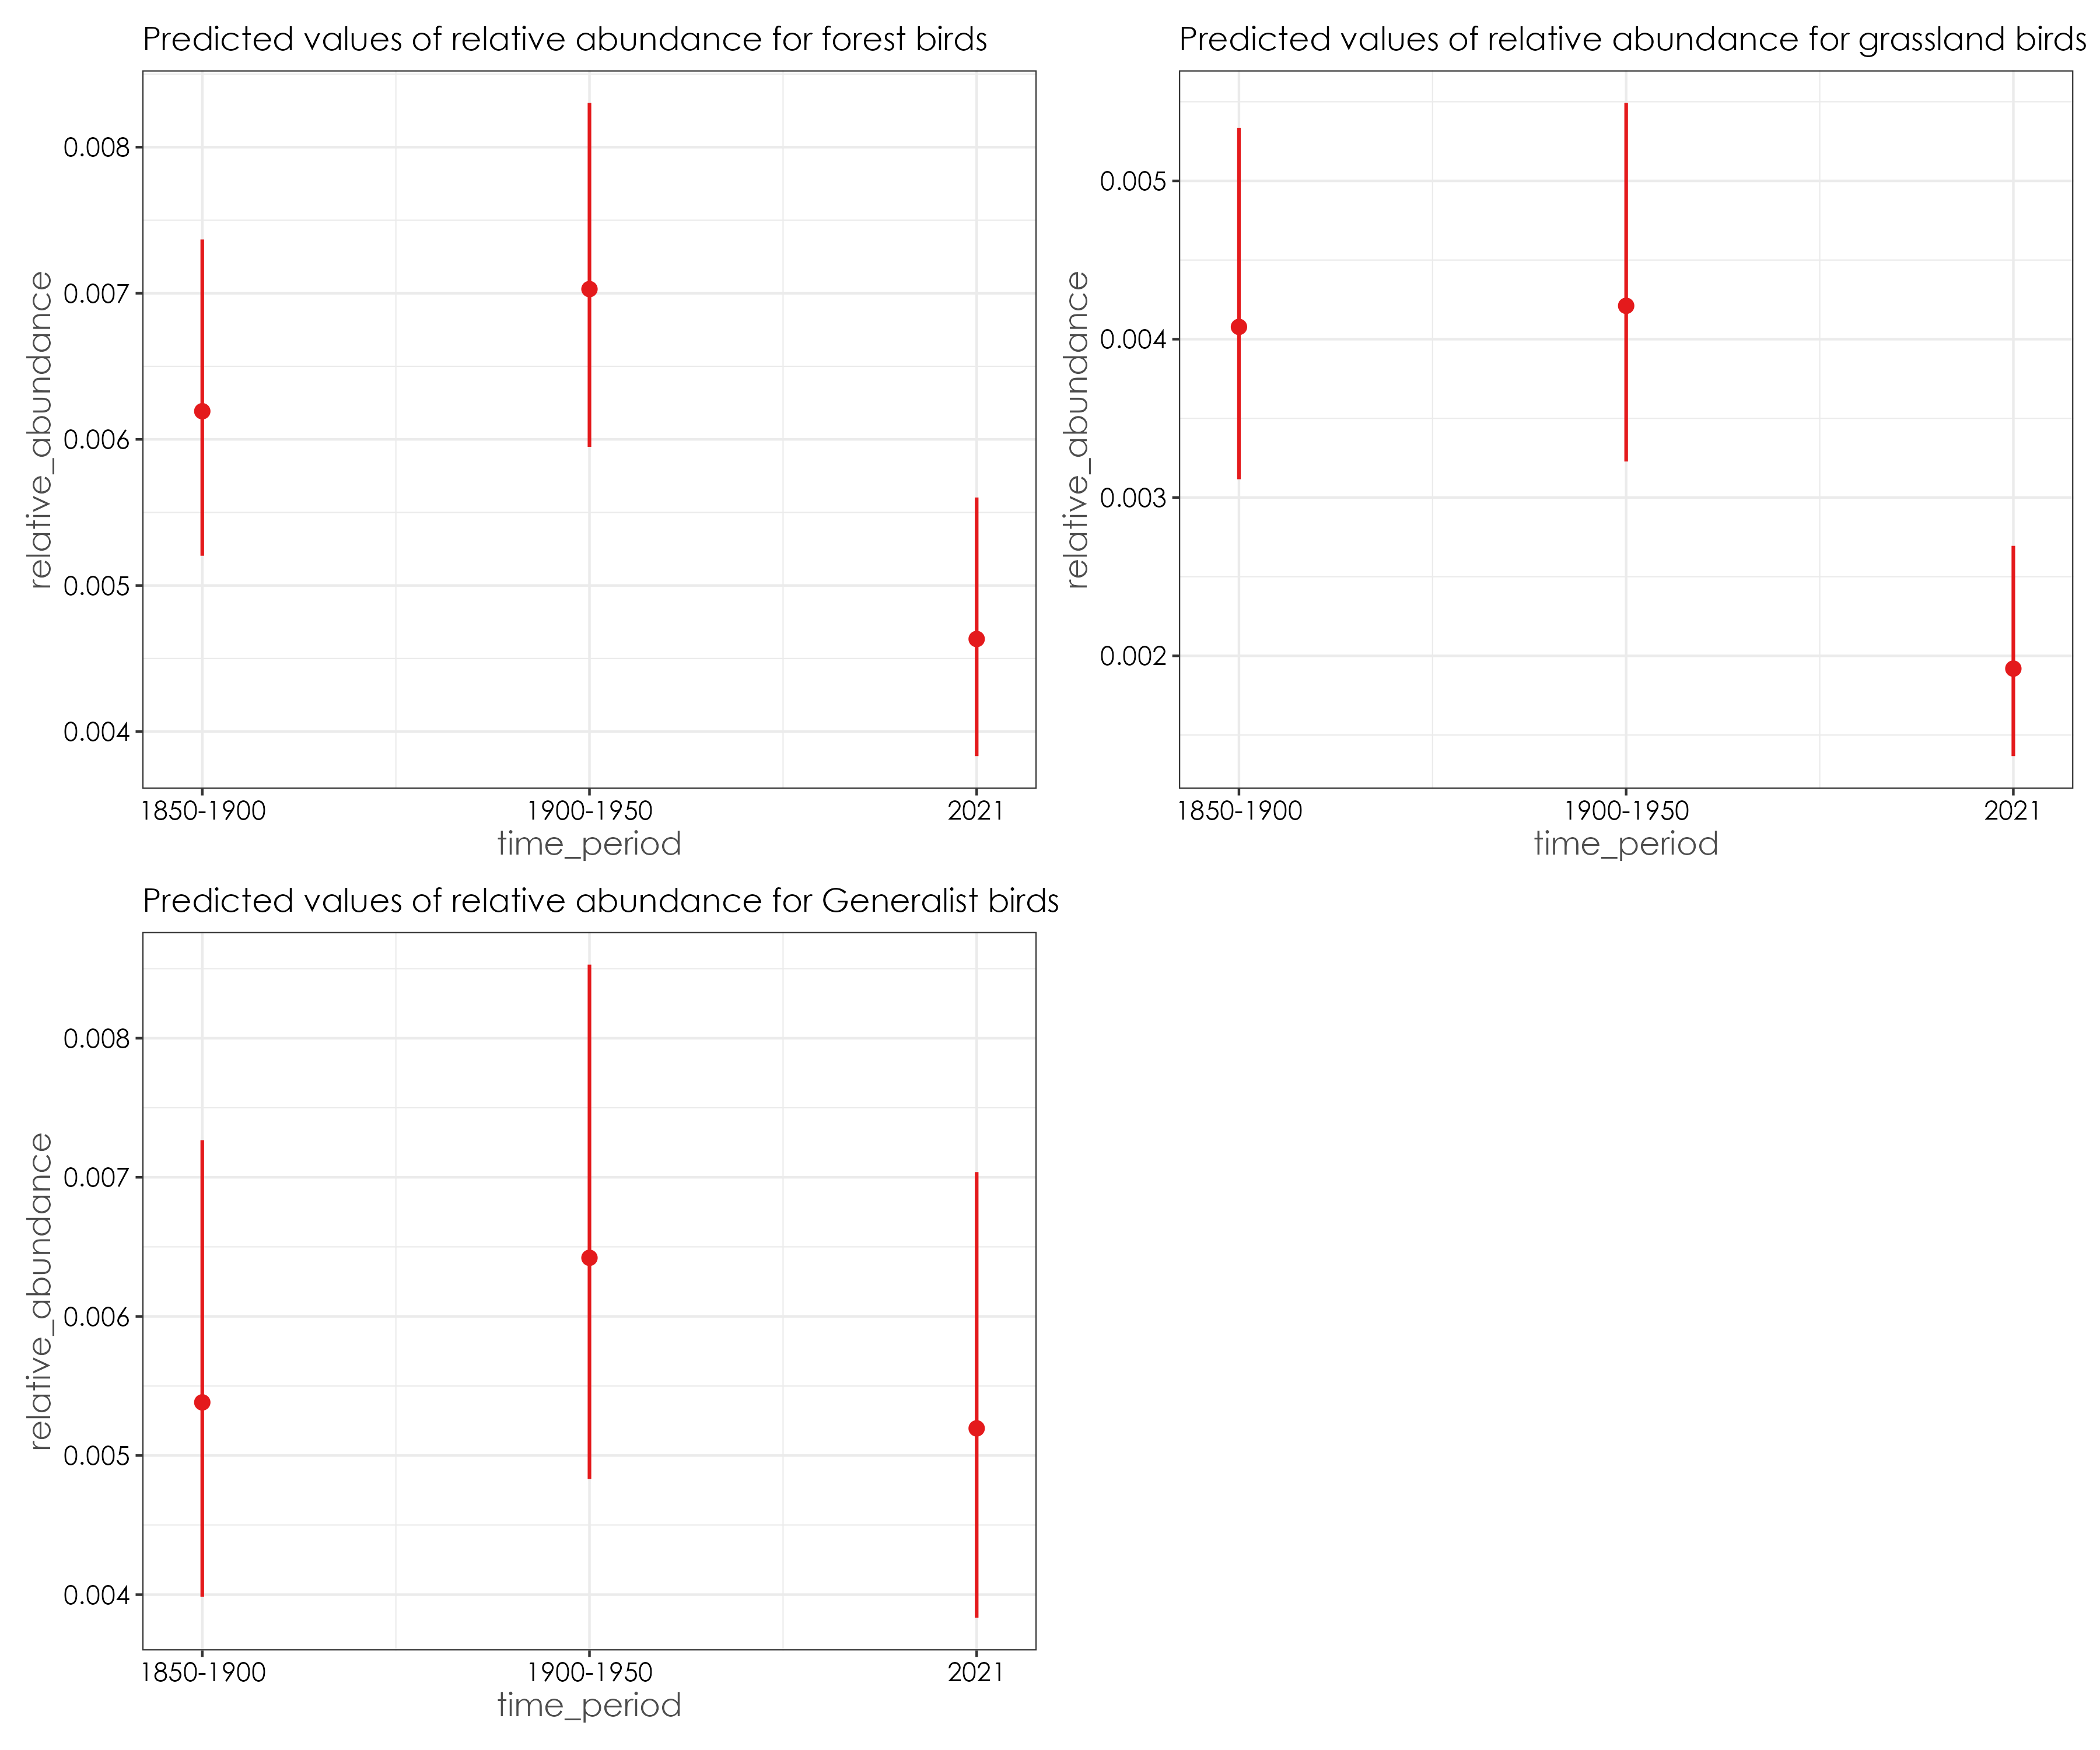 Predicted values of relative abundance for forest birds
relative_abundance
0.008
0.007
0.006
0.005
0.004
1850-1900
1900-1950
2021
time_period
Predicted values of relative abundance for grassland birds
relative_abundance
0.005
0.004
0.003
0.002
1850-1900
1900-1950
2021
time_period
Predicted values of relative abundance for Generalist birds
relative_abundance
0.008
0.007
0.006
0.005
0.004
1850-1900
1900-1950
2021
time_period